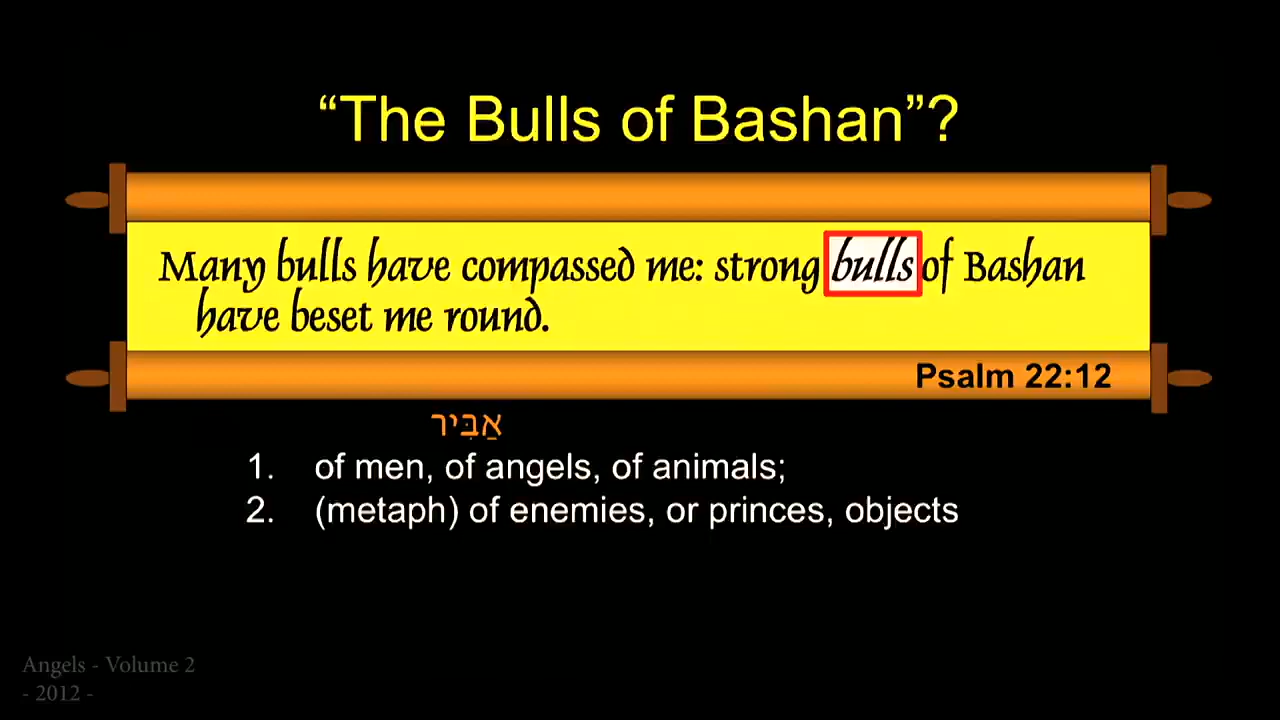 “The Bulls of Bashan”?
Many bulls have compassed me: strong bulls of Bashan
have beset me round.
Psalm 22:12
אַבִּיר
1. of men, of angels, of animals;
2. (metaph) of enemies, or princes, objects
Angels - Volume 2
- 2012 -